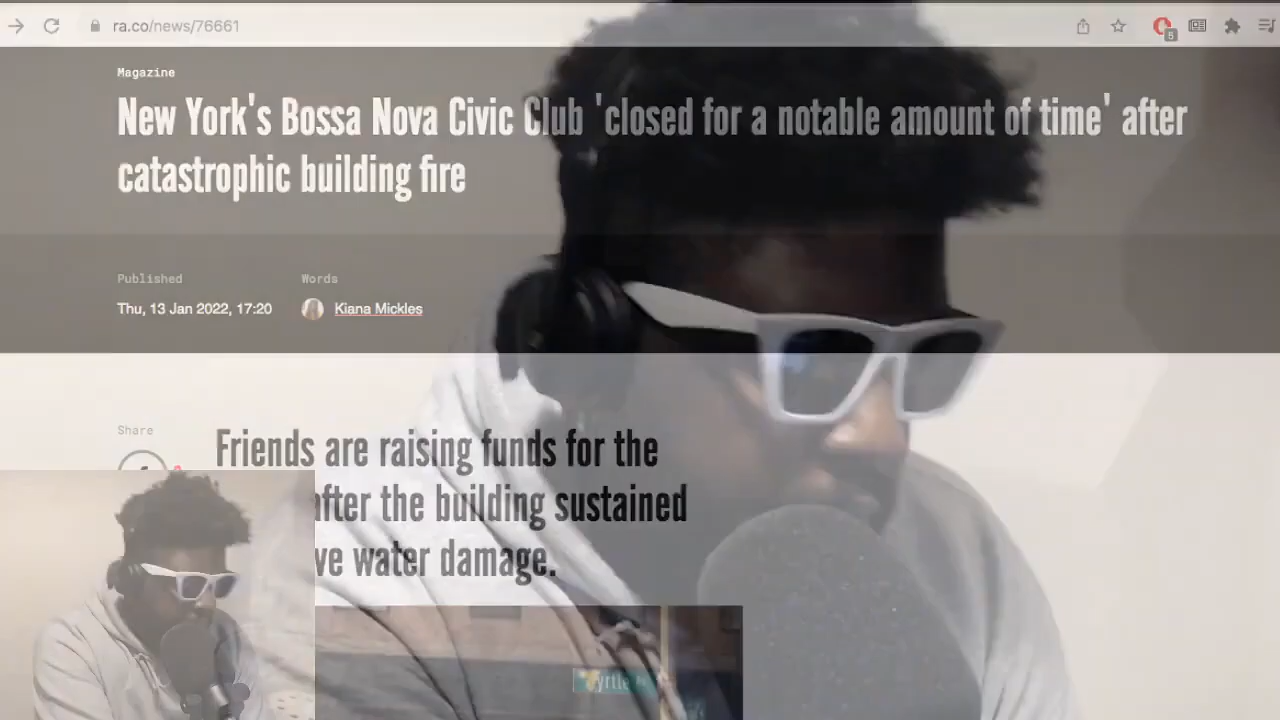 ra.co/news/76661
5
Magazine
New York's Bossa Nova Civic Club 'closed for a notable amount of time' after
catastrophic building fire
Published
Words
Thu, 13 Jan 2022, 17:20
Kiana Mickles
Share
Friends are raising funds for the
after the building sustained
water damage.